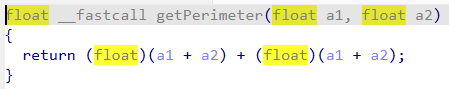 float __fastcall getPerimeter(float a1, float a2)
{
return (float)(a1 + a2) + (float)(a1 + a2);
}